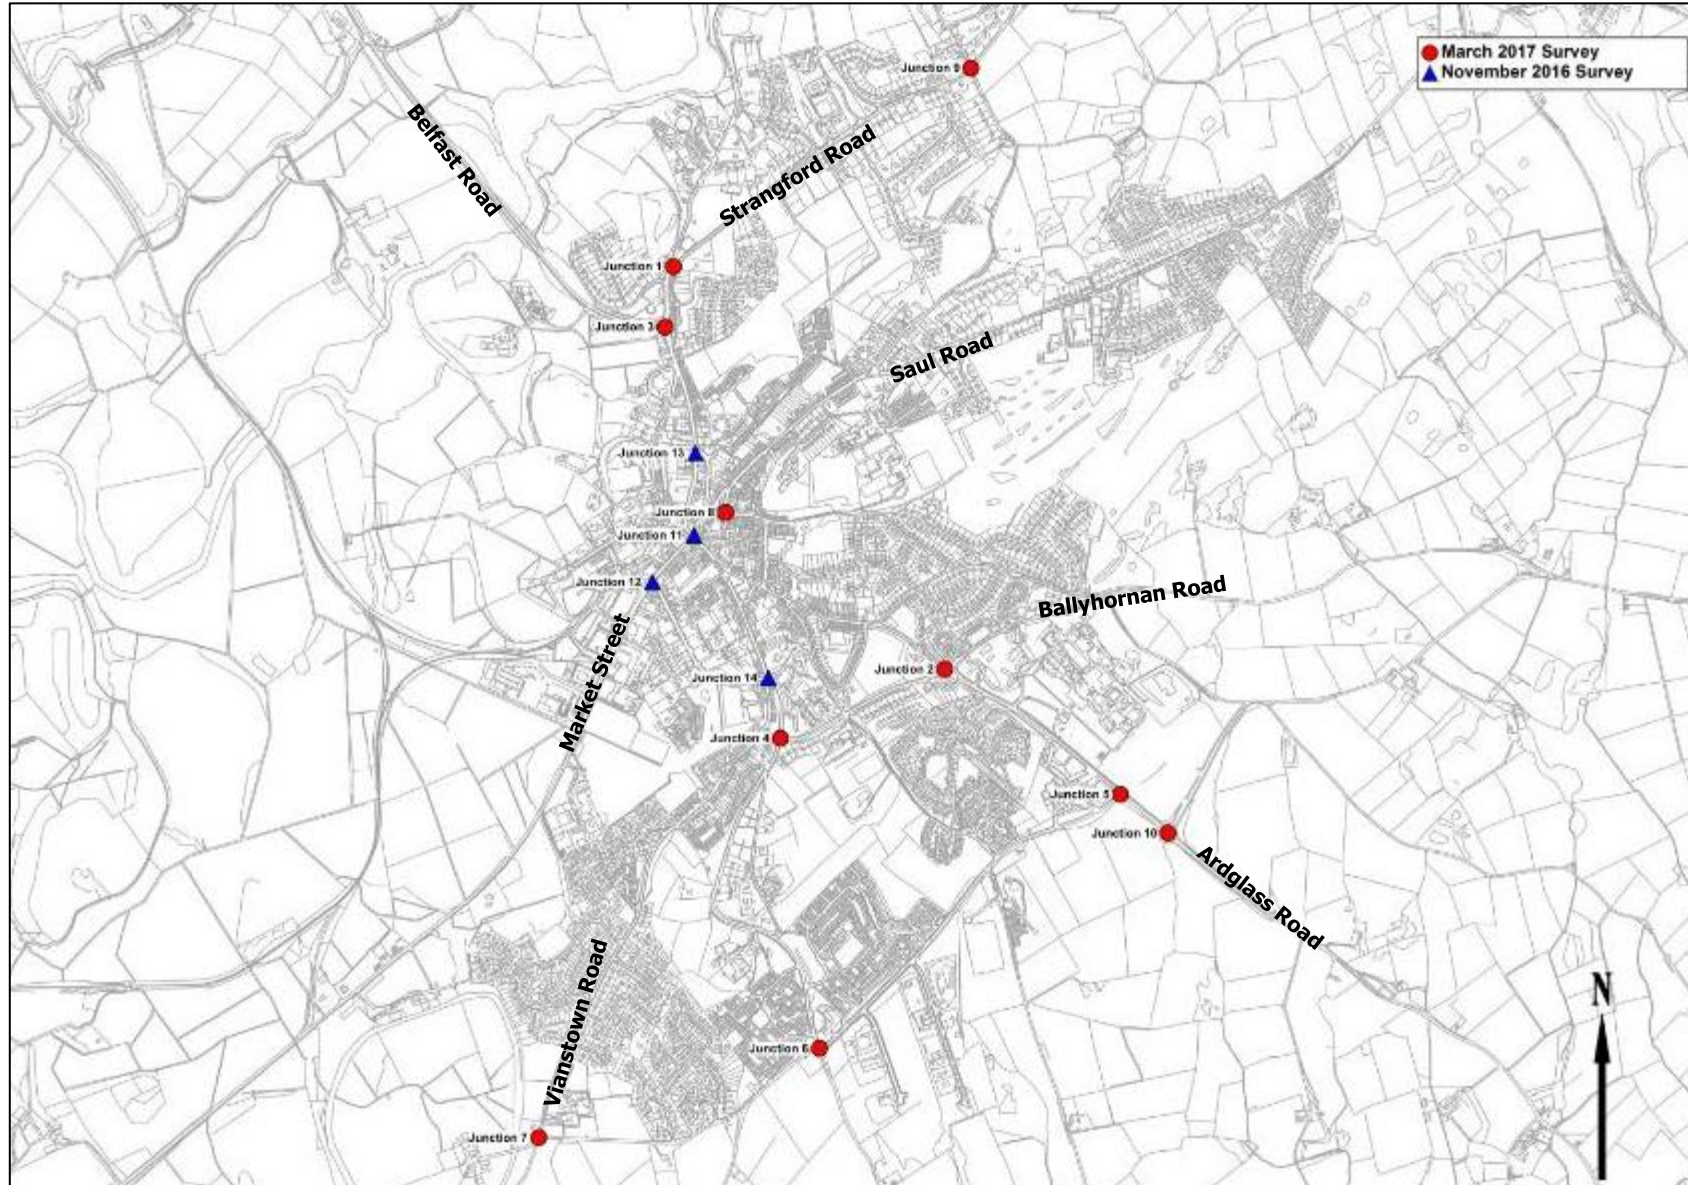 March 2017 Survey
November 2016 Survey
Junction 9
Belfast Road
Strangford Road
Junction 1
Junction 3
Saul Road
Junction 13
Junction 8
Junction 11
Junction 12
Ballyhornan Road
Market Street
Junction 2
Junction 14
Junction 4
Junction 5
Junction 10
Ardglass Road
Vianstown Road
N
Junction 6
Junction 7